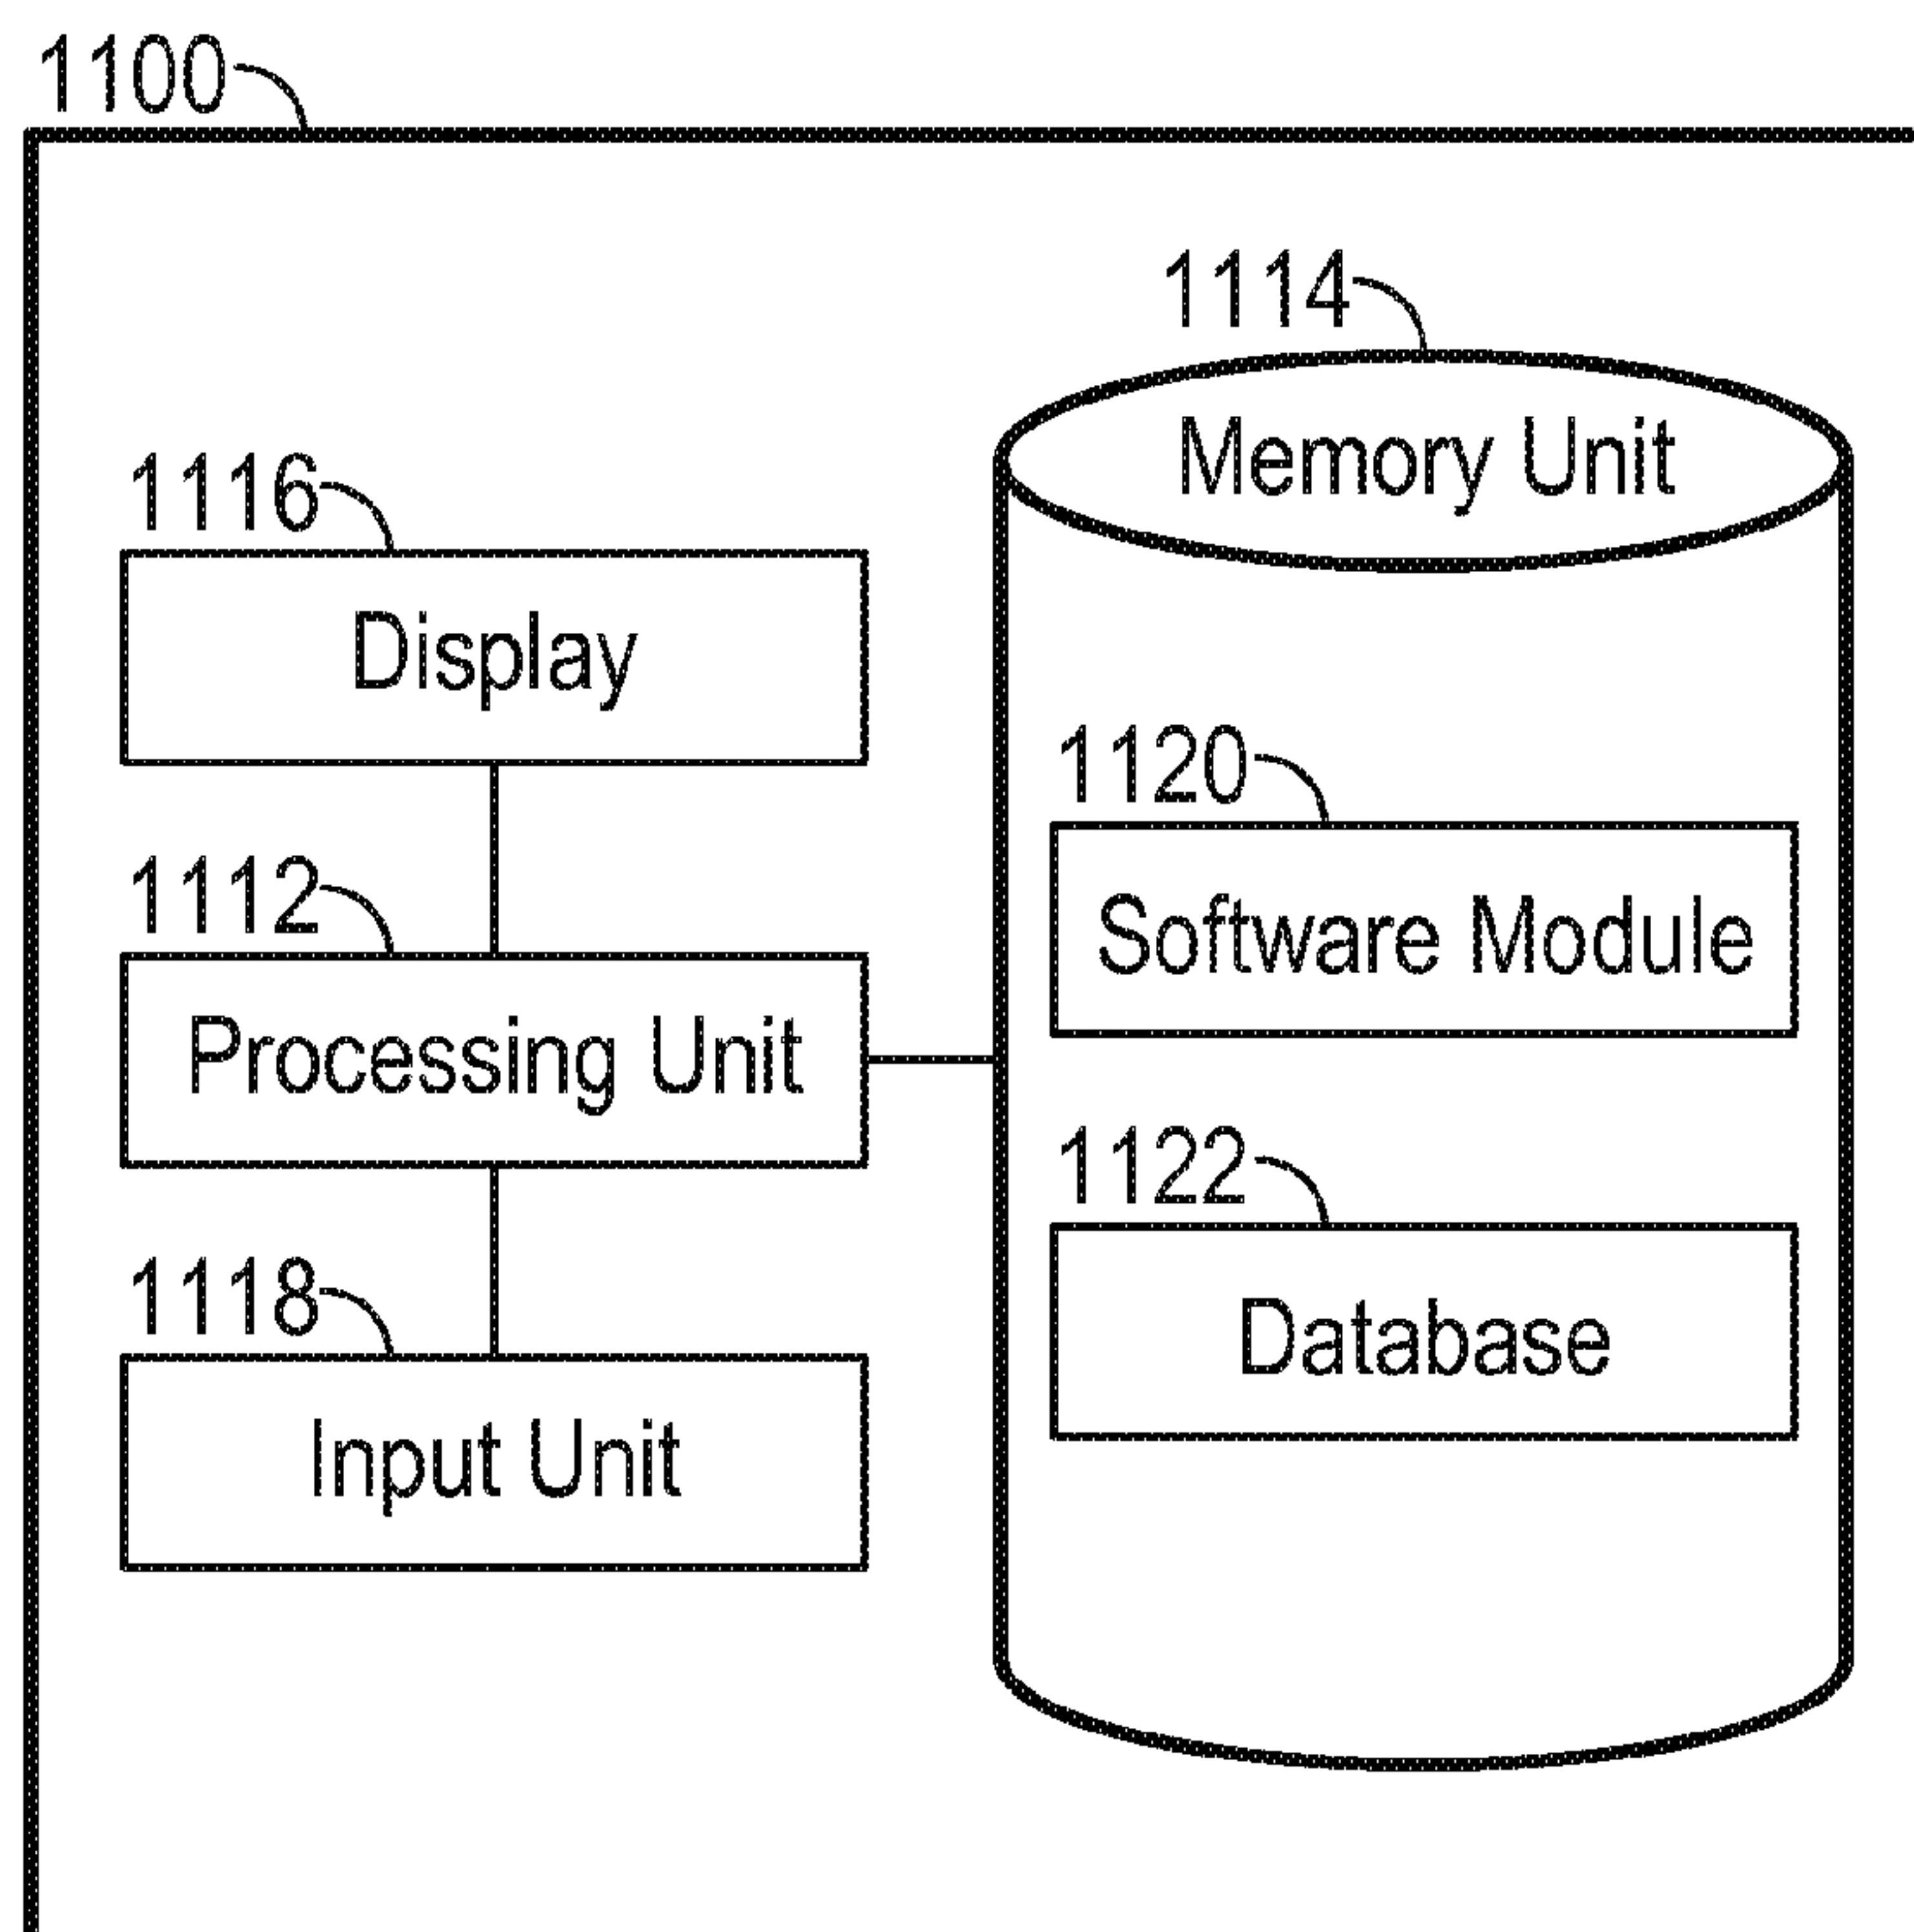 1100
1114
Memory Unit
1116
Display
1120
Software Module
1112
Processing Unit
1122
Database
1118
Input Unit